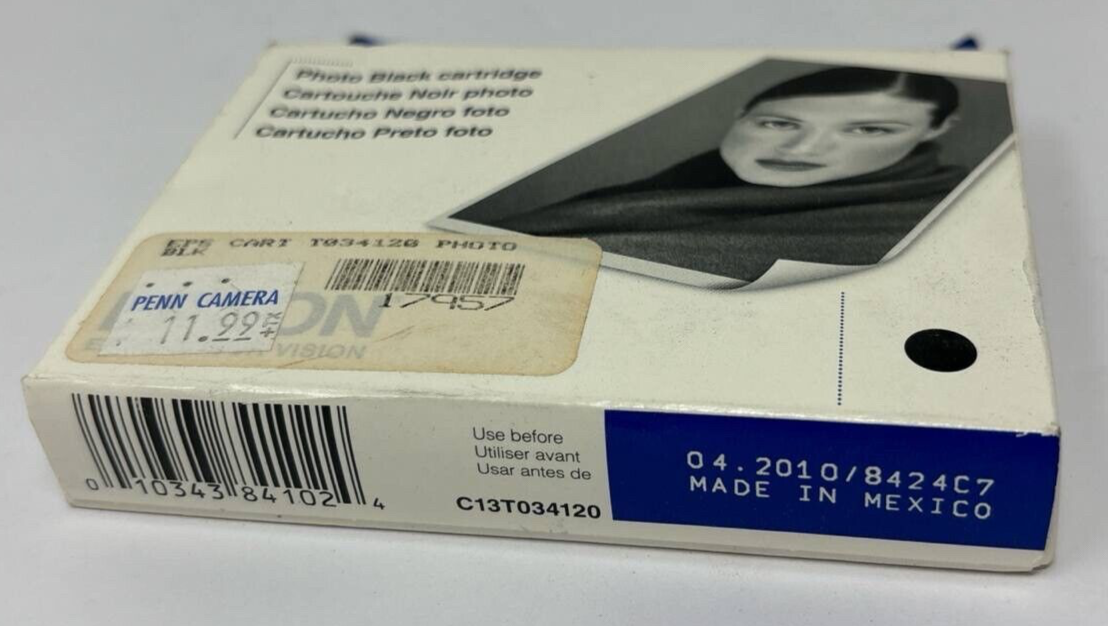 Photo Black cartridge
Cartouche Noir photo
Cartucho Negro foto
Cartucho Preto foto
EPS CART T034120 PHOTO
BLK
17957
PENN CAMERA
11.99
ON
VISION
Use before
Utiliser avant
Usar antes de
C13T034120
0 10343 84102 4
04.2010/8424C7
MADE IN MEXICO